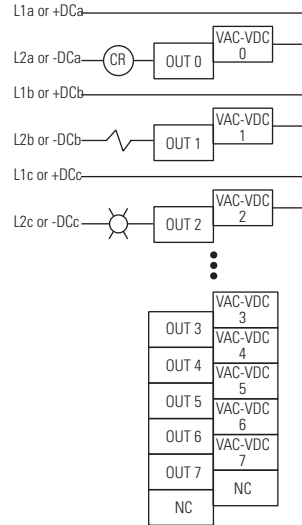 L1a or +DCa
VAC-VDC
0
L2a or -DCa
CR
OUT 0
L1b or +DCb
VAC-VDC
1
L2b or -DCb
OUT 1
L1c or +DCc
VAC-VDC
2
L2c or -DCc
OUT 2
VAC-VDC
3
OUT 3
VAC-VDC
4
OUT 4
VAC-VDC
5
OUT 5
VAC-VDC
6
OUT 6
VAC-VDC
7
OUT 7
NC
NC